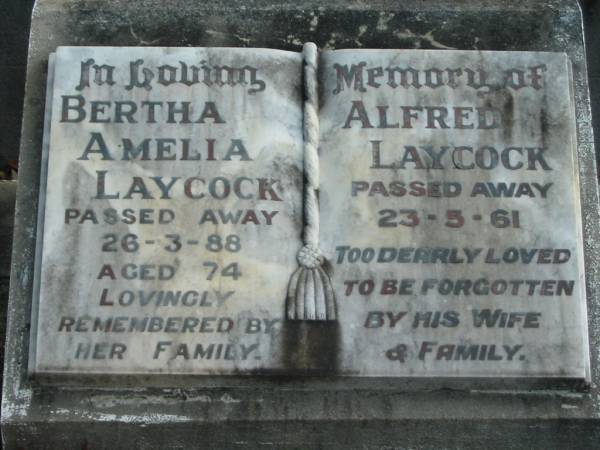 In Loving
BERTHA
AMELIA
LAYCOCK
PASSED AWAY
26-3-88
AGED 74
LOVINGLY
REMEMBERED BY
HER FAMILY.
Memory of
ALFRED
LAYCOCK
PASSED AWAY
23-5-61
TOO DERRLY LOVED
TO BE FORGOTTEN
BY HIS WIFE
& FAMILY.